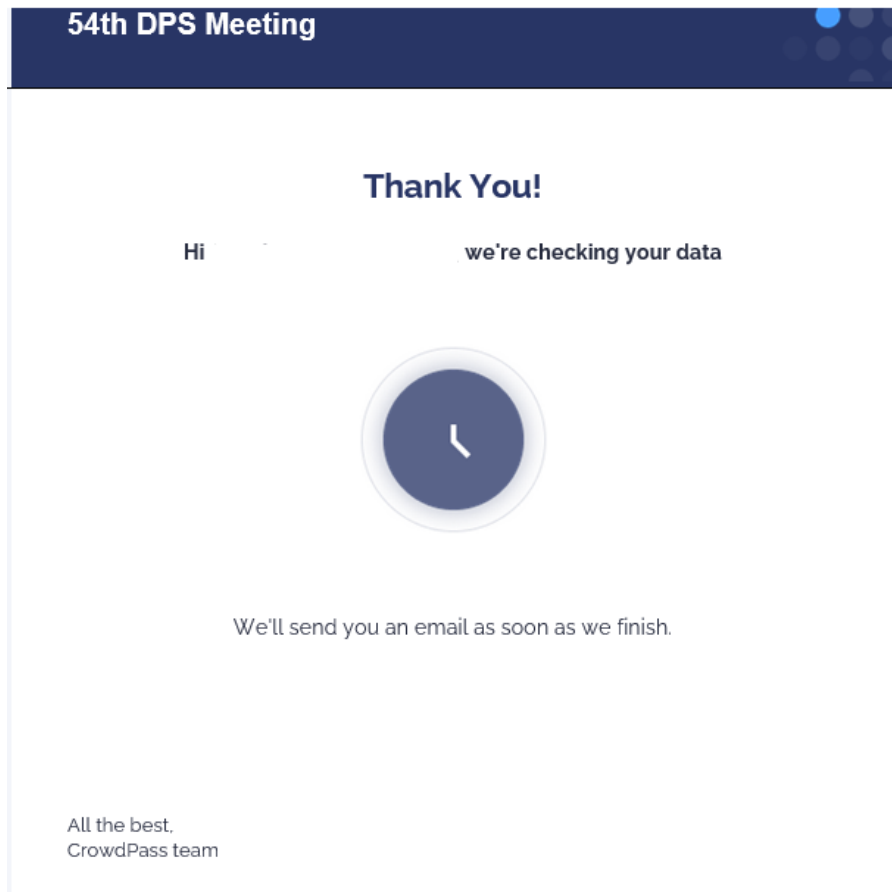 54th DPS Meeting
Thank You!
Hi we're checking your data
We'll send you an email as soon as we finish.
All the best,
CrowdPass team